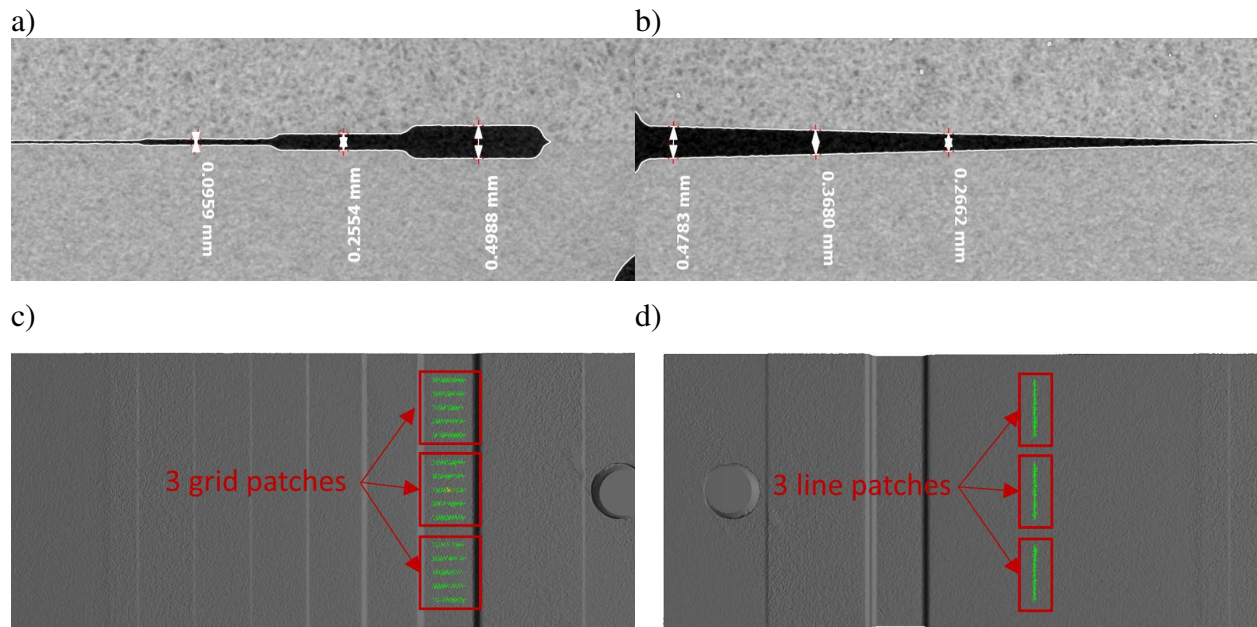 a)
b)
0.0959 mm
0.2554 mm
0.4988 mm
0.4783 mm
0.3680 mm
0.2662 mm
c)
d)
3 grid patches
3 line patches